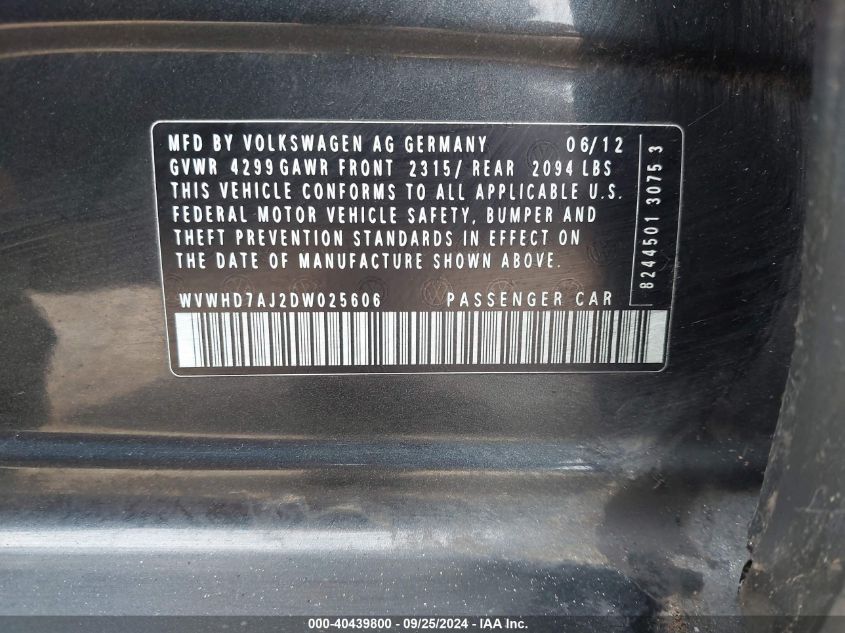 MFD BY VOLKSWAGEN AG GERMANY 06/12
GVWR 4299 GAWR FRONT 2315/ REAR 2094 LBS
THIS VEHICLE CONFORMS TO ALL APPLICABLE U.S.
FEDERAL MOTOR VEHICLE SAFETY, BUMPER AND
THEFT PREVENTION STANDARDS IN EFFECT ON
THE DATE OF MANUFACTURE SHOWN ABOVE.
WVWHD7AJ2DW025606 PASSENGER CAR
8244501 3075 3
000-40439800 - 09/25/2024 - IAAI.COM